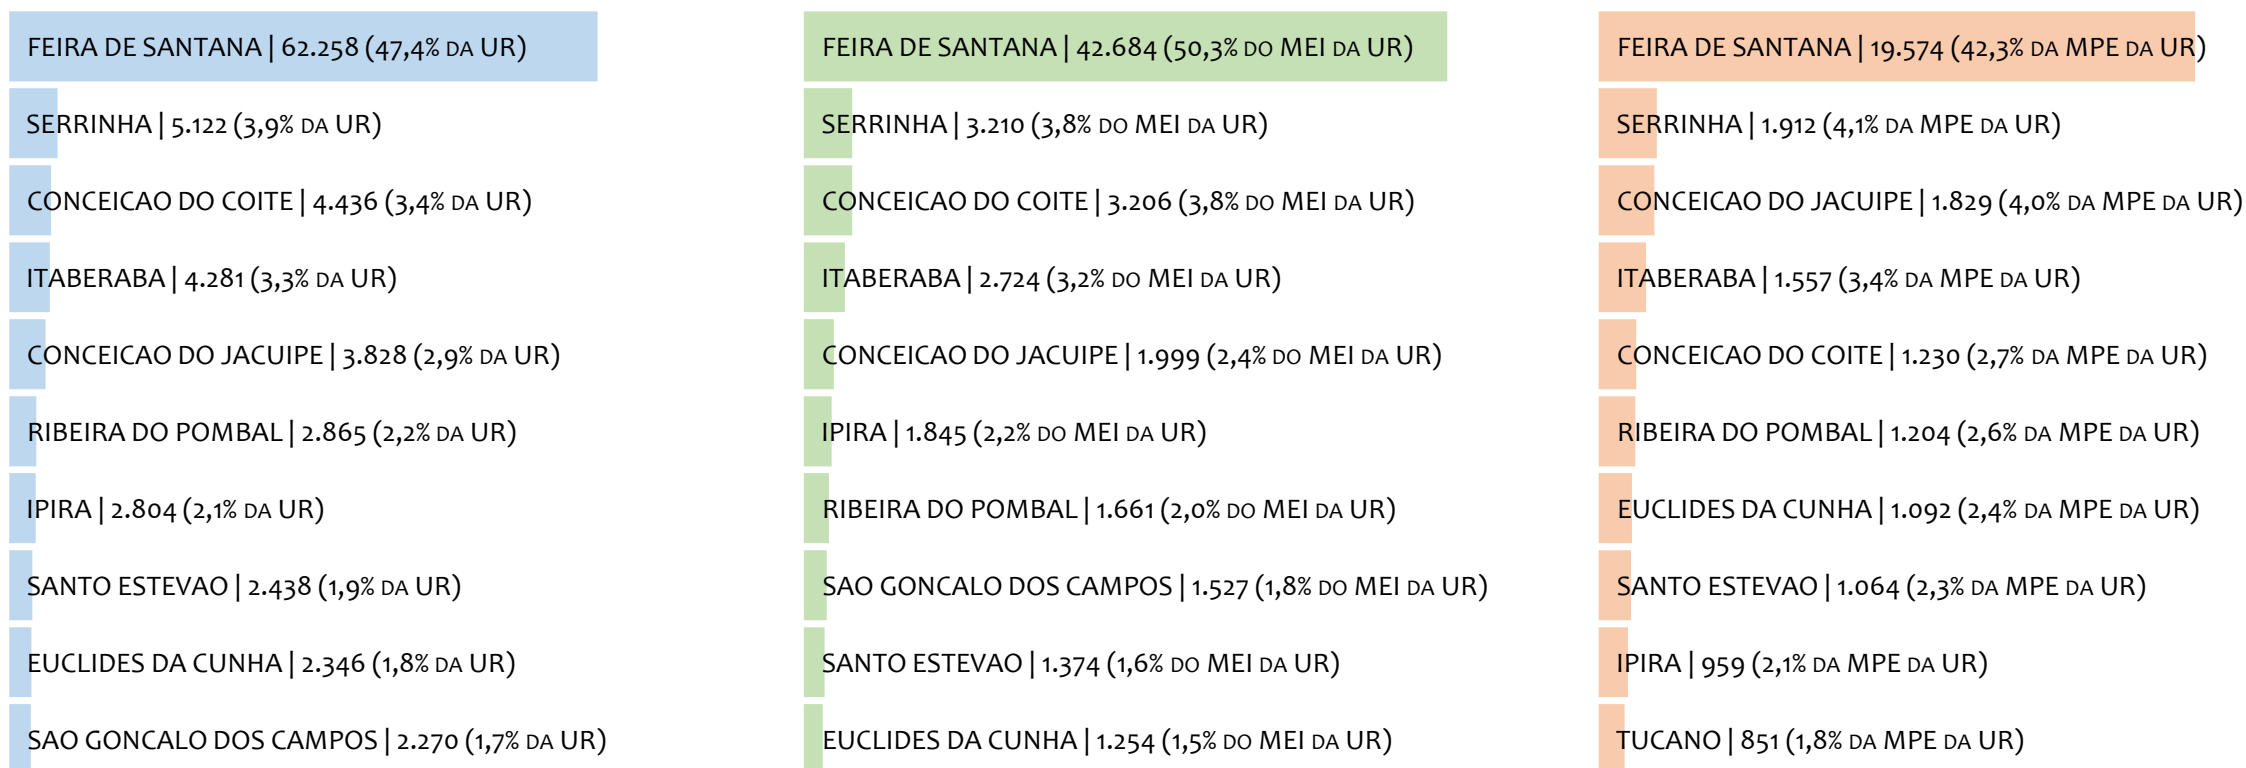 FEIRA DE SANTANA | 62.258 (47,4% DA UR)
SERRINHA | 5.122 (3,9% DA UR)
CONCEICAO DO COITE | 4.436 (3,4% DA UR)
ITABERABA | 4.281 (3,3% DA UR)
CONCEICAO DO JACUIPE | 3.828 (2,9% DA UR)
RIBEIRA DO POMBAL | 2.865 (2,2% DA UR)
IPIRA | 2.804 (2,1% DA UR)
SANTO ESTEVAO | 2.438 (1,9% DA UR)
EUCLIDES DA CUNHA | 2.346 (1,8% DA UR)
SAO GONCALO DOS CAMPOS | 2.270 (1,7% DA UR)
FEIRA DE SANTANA | 42.684 (50,3% DO MEI DA UR)
SERRINHA | 3.210 (3,8% DO MEI DA UR)
CONCEICAO DO COITE | 3.206 (3,8% DO MEI DA UR)
ITABERABA | 2.724 (3,2% DO MEI DA UR)
CONCEICAO DO JACUIPE | 1.999 (2,4% DO MEI DA UR)
IPIRA | 1.845 (2,2% DO MEI DA UR)
RIBEIRA DO POMBAL | 1.661 (2,0% DO MEI DA UR)
SAO GONCALO DOS CAMPOS | 1.527 (1,8% DO MEI DA UR)
SANTO ESTEVAO | 1.374 (1,6% DO MEI DA UR)
EUCLIDES DA CUNHA | 1.254 (1,5% DO MEI DA UR)
FEIRA DE SANTANA | 19.574 (42,3% DA MPE DA UR)
SERRINHA | 1.912 (4,1% DA MPE DA UR)
CONCEICAO DO JACUIPE | 1.829 (4,0% DA MPE DA UR)
ITABERABA | 1.557 (3,4% DA MPE DA UR)
CONCEICAO DO COITE | 1.230 (2,7% DA MPE DA UR)
RIBEIRA DO POMBAL | 1.204 (2,6% DA MPE DA UR)
EUCLIDES DA CUNHA | 1.092 (2,4% DA MPE DA UR)
SANTO ESTEVAO | 1.064 (2,3% DA MPE DA UR)
IPIRA | 959 (2,1% DA MPE DA UR)
TUCANO | 851 (1,8% DA MPE DA UR)